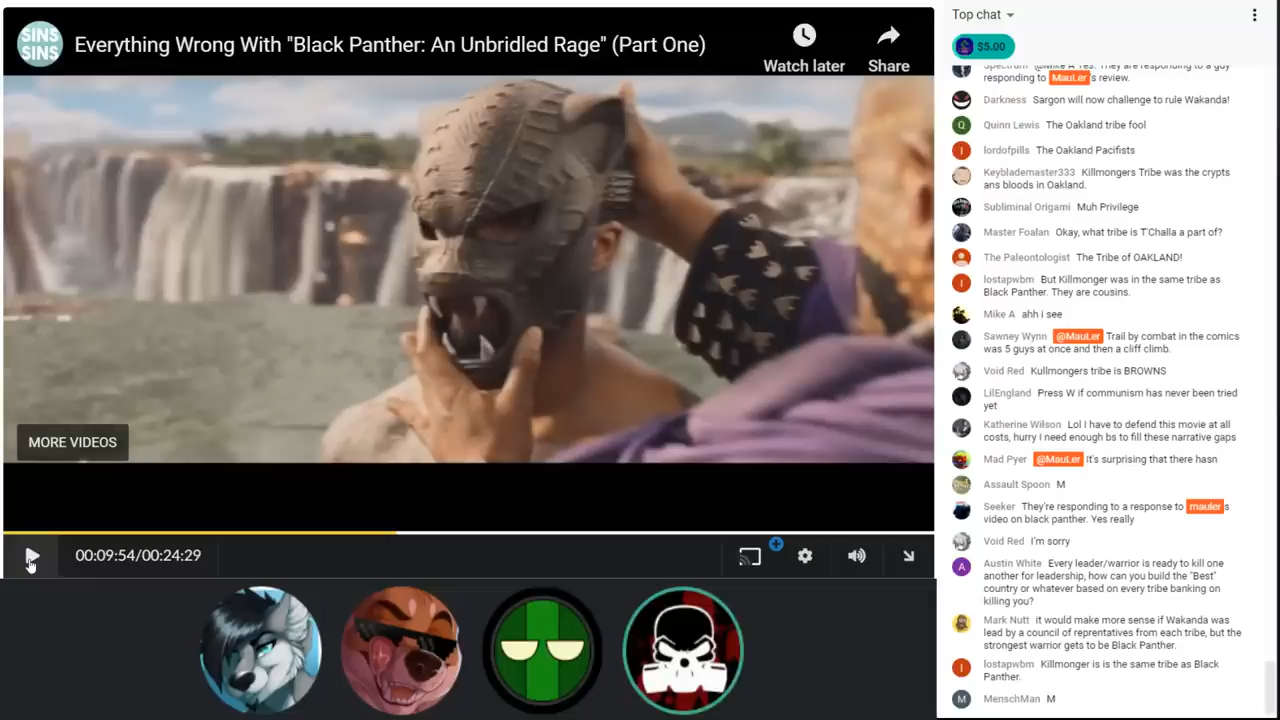 SINS
SINS
Everything Wrong With "Black Panther: An Unbridled Rage" (Part One)
Watch later
Share
MORE VIDEOS
00:09:54/00:24:29
Top chat
$5.00
Spectrum @Mike A Yes. They are responding to a guy
responding to MauLer's review.
Darkness Sargon will now challenge to rule Wakanda!
Q
Quinn Lewis The Oakland tribe fool
I
lordofpills The Oakland Pacifists
Keyblademaster333 Killmongers Tribe was the crypts
ans bloods in Oakland.
Subliminal Origami Muh Privilege
Master Foalan Okay, what tribe is T'Challa a part of?
The Paleontologist The Tribe of OAKLAND!
I
lostapwbm But Killmonger was in the same tribe as
Black Panther. They are cousins.
Mike A ahh i see
Sawney Wynn @MauLer Trail by combat in the comics
was 5 guys at once and then a cliff climb.
Void Red Kullmongers tribe is BROWNS
LilEngland Press W if communism has never been tried
yet
Katherine Wilson Lol I have to defend this movie at all
costs, hurry I need enough bs to fill these narrative gaps
Mad Pyer @MauLer It's surprising that there hasn
Assault Spoon M
Seeker They're responding to a response to mauler's
video on black panther. Yes really
Void Red I'm sorry
A
Austin White Every leader/warrior is ready to kill one
another for leadership, how can you build the "Best"
country or whatever based on every tribe banking on
killing you?
Mark Nutt it would make more sense if Wakanda was
lead by a council of reprentatives from each tribe, but the
strongest warrior gets to be Black Panther.
I
lostapwbm Killmonger is is the same tribe as Black
Panther.
M
MenschMan M